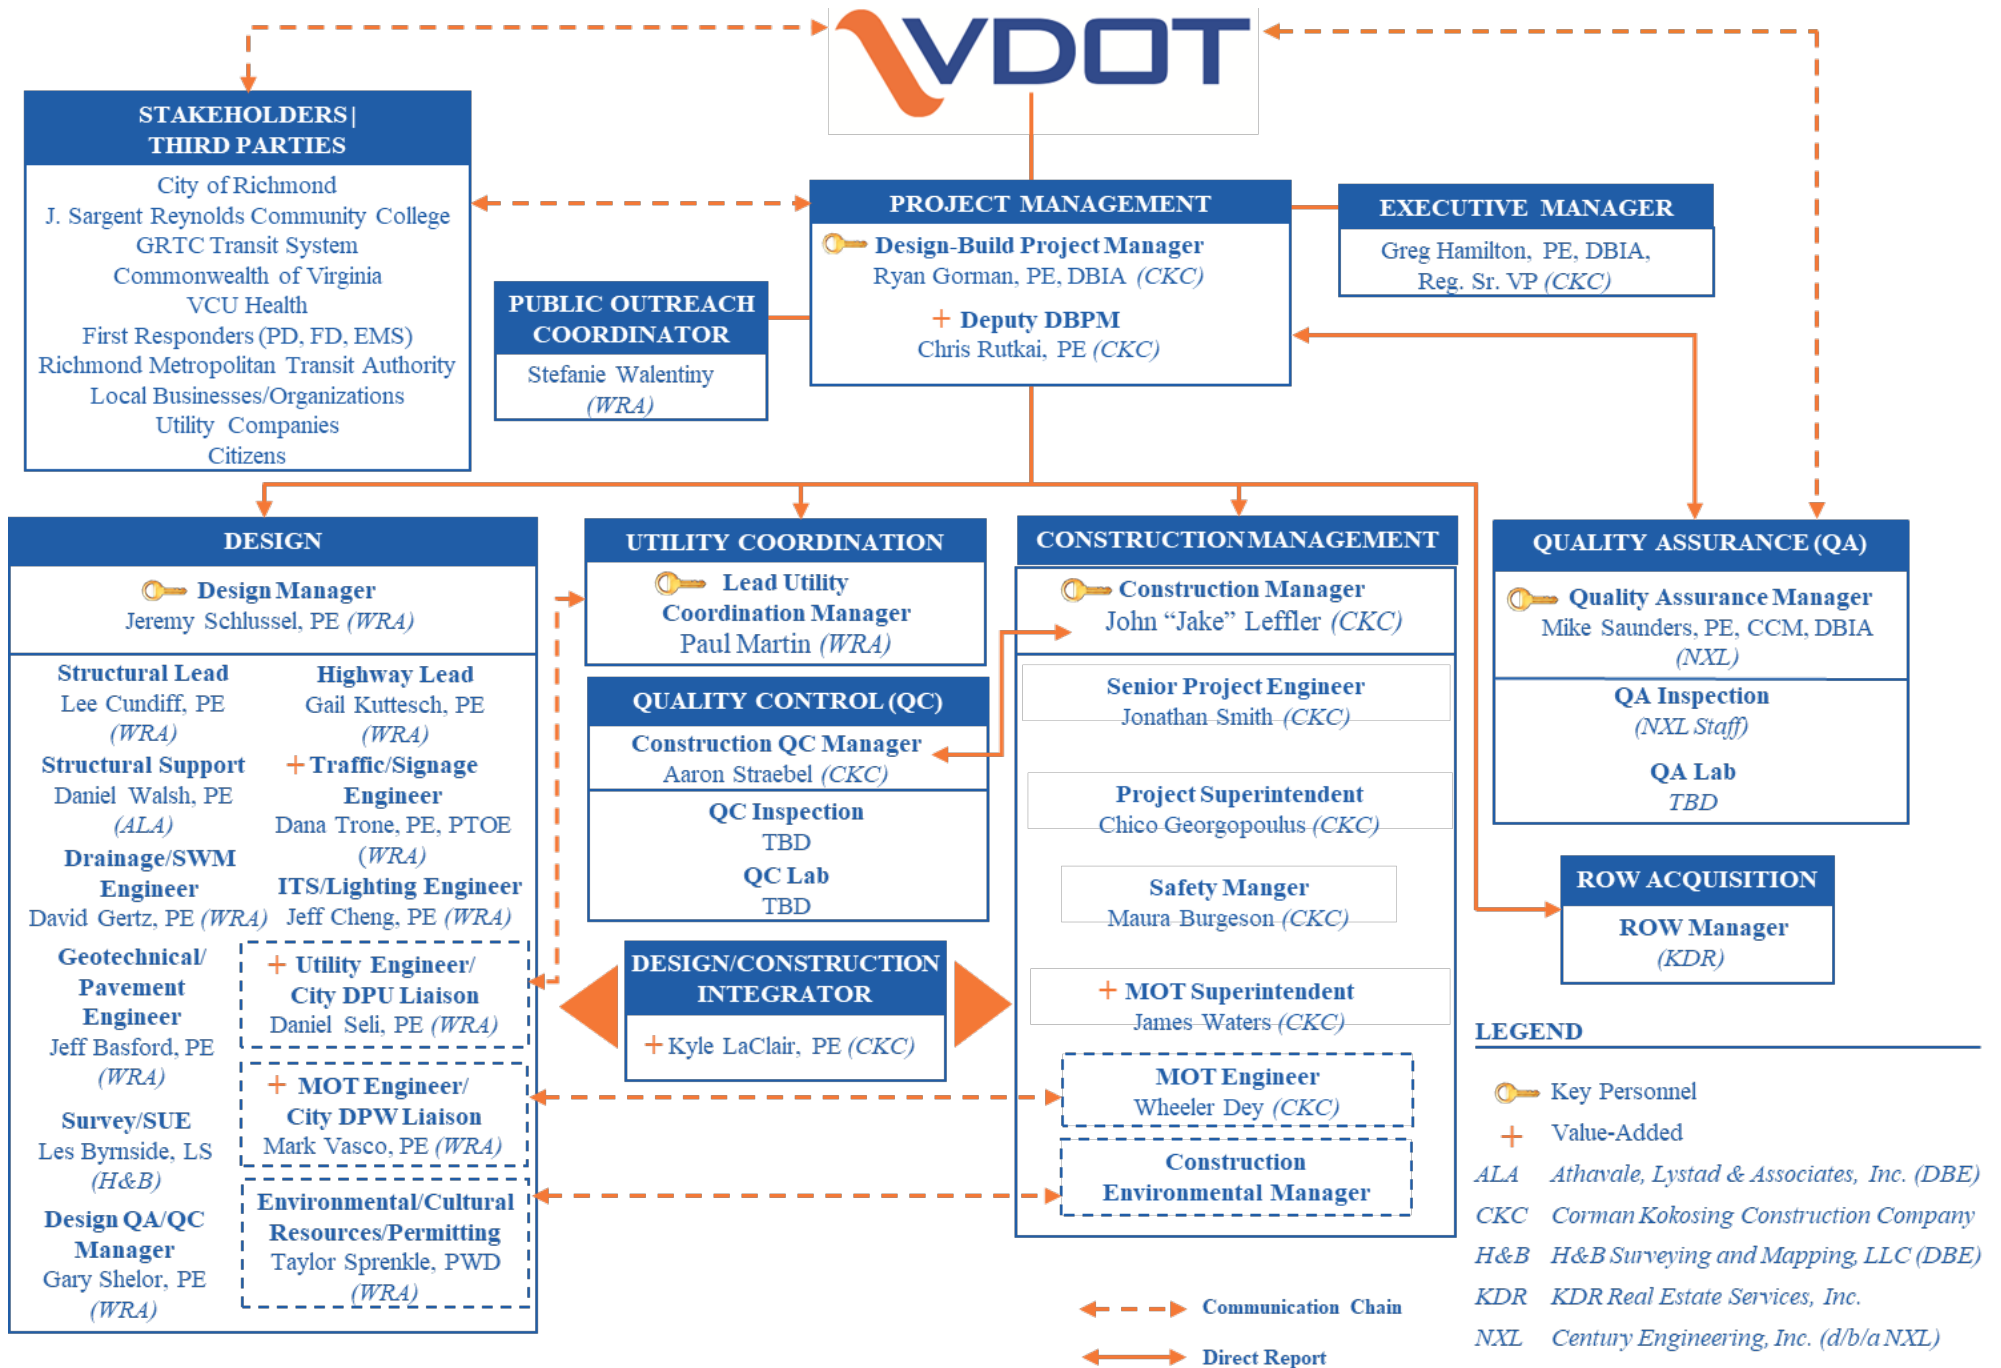 VDOT
STAKEHOLDERS|
THIRD PARTIES
City of Richmond
J. Sargent Reynolds Community College
GRTC Transit System
Commonwealth of Virginia
VCU Health
First Responders (PD, FD, EMS)
Richmond Metropolitan Transit Authority
Local Businesses/Organizations
Utility Companies
Citizens
PROJECT MANAGEMENT
Design-Build Project Manager
Ryan Gorman, PE, DBIA (CKC)
+ Deputy DBPM
Chris Rutkai, PE (CKC)
EXECUTIVE MANAGER
Greg Hamilton, PE, DBIA,
Reg. Sr. VP (CKC)
PUBLIC OUTREACH
COORDINATOR
Stefanie Walentiny
(WRA)
DESIGN
Design Manager
Jeremy Schlussel, PE (WRA)
Structural Lead
Lee Cundiff, PE
(WRA)
Structural Support
Daniel Walsh, PE
(ALA)
Drainage/SWM
Engineer
David Gertz, PE (WRA)
Geotechnical/
Pavement
Engineer
Jeff Basford, PE
(WRA)
Survey/SUE
Les Byrnside, LS
(H&B)
Design QA/QC
Manager
Gary Shelor, PE
(WRA)
Highway Lead
Gail Kuttesch, PE
(WRA)
+ Traffic/Signage
Engineer
Dana Trone, PE, PTOE
(WRA)
ITS/Lighting Engineer
Jeff Cheng, PE (WRA)
+ Utility Engineer/
City DPU Liaison
Daniel Seli, PE (WRA)
+ MOT Engineer/
City DPW Liaison
Mark Vasco, PE (WRA)
Environmental/Cultural
Resources/Permitting
Taylor Sprenkle, PWD
(WRA)
UTILITY COORDINATION
Lead Utility
Coordination Manager
Paul Martin (WRA)
QUALITY CONTROL (QC)
Construction QC Manager
Aaron Straebel (CKC)
QC Inspection
TBD
QC Lab
TBD
DESIGN/CONSTRUCTION
INTEGRATOR
+ Kyle LaClair, PE (CKC)
CONSTRUCTION MANAGEMENT
Construction Manager
John “Jake” Leffler (CKC)
Senior Project Engineer
Jonathan Smith (CKC)
Project Superintendent
Chico Georgopoulus (CKC)
Safety Manger
Maura Burgeson (CKC)
+ MOT Superintendent
James Waters (CKC)
MOT Engineer
Wheeler Dey (CKC)
Construction
Environmental Manager
QUALITY ASSURANCE (QA)
Quality Assurance Manager
Mike Saunders, PE, CCM, DBIA
(NXL)
QA Inspection
(NXL Staff)
QA Lab
TBD
ROW ACQUISITION
ROW Manager
(KDR)
LEGEND
Key Personnel
+ Value-Added
ALA Athavale, Lystad & Associates, Inc. (DBE)
CKC Corman Kokosing Construction Company
H&B H&B Surveying and Mapping, LLC (DBE)
KDR KDR Real Estate Services, Inc.
NXL Century Engineering, Inc. (d/b/a NXL)
Communication Chain
Direct Report